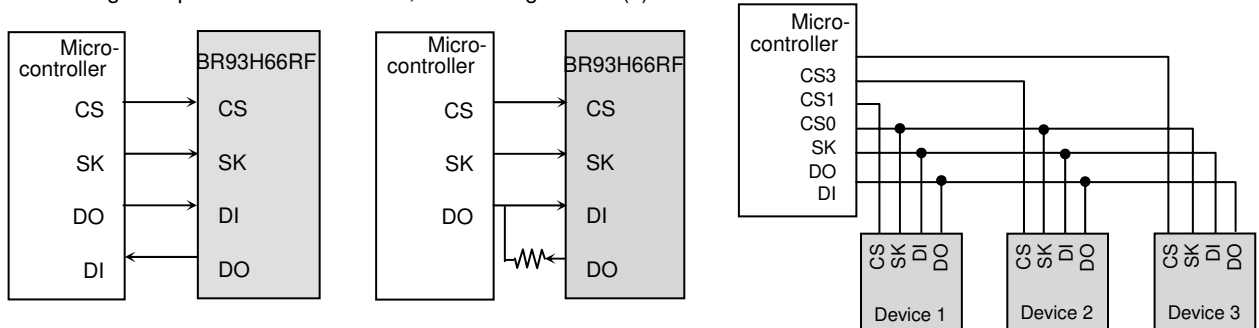 Micro-
controller
BR93H66RF
CS
CS
SK
SK
DO
DI
DI
DO
Micro-
controller
BR93H66RF
CS
CS
SK
SK
DO
DI
DO
Micro-
controller
CS3
CS1
CS0
SK
DO
DI
CS
SK
DI
DO
Device 1
CS
SK
DI
DO
Device 2
CS
SK
DI
DO
Device 3